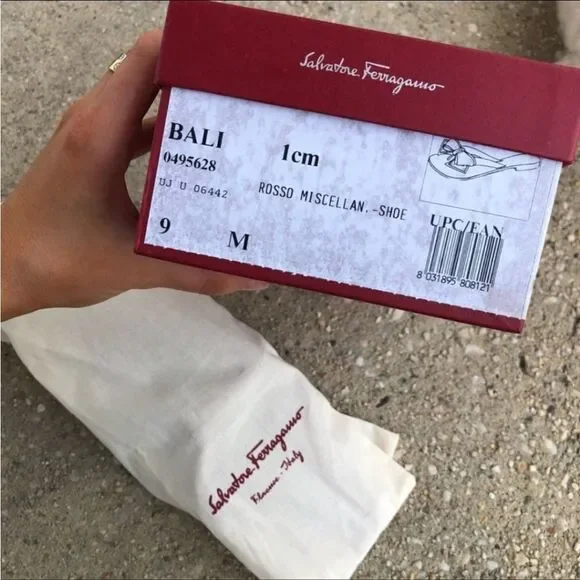 Salvatore Ferragamo
BALI 1cm
0495628
UJ U 06442 ROSSO MISCELLAN.-SHOE
9 M
UPC/EAN
8 031895 808121
Salvatore Ferragamo
Florence - Italy